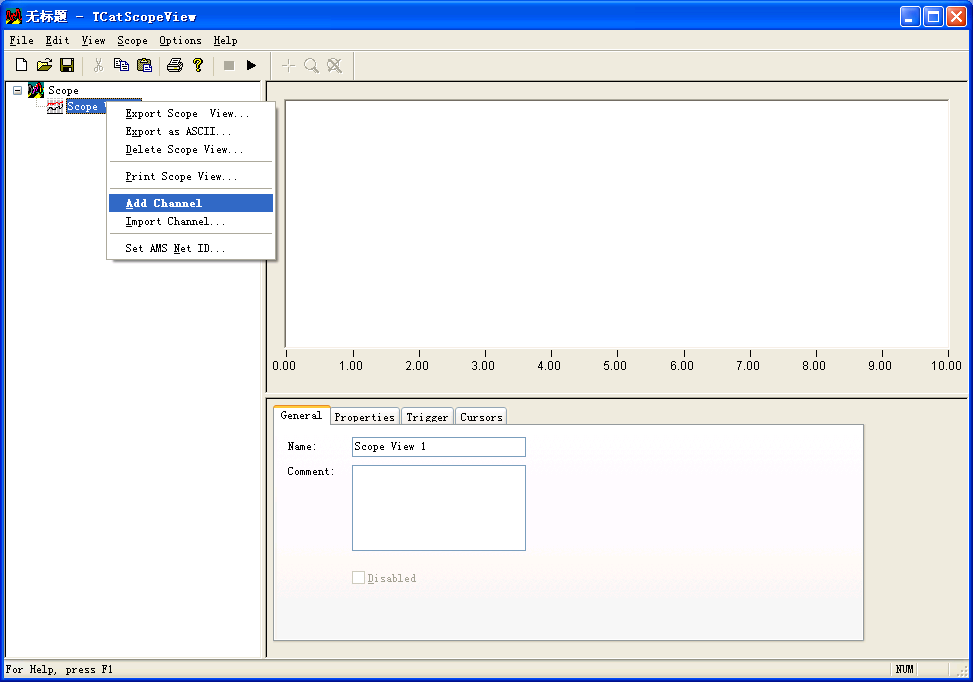 无标题 - TCatScopeView
File Edit View Scope Options Help
Scope
Scope
Export Scope View...
Export as ASCII...
Delete Scope View...
Print Scope View...
Add Channel
Import Channel...
Set AMS Net ID...
0.00 1.00 2.00 3.00 4.00 5.00 6.00 7.00 8.00 9.00 10.00
General Properties Trigger Cursors
Name: Scope View 1
Comment:
Disabled
For Help, press F1 NUM